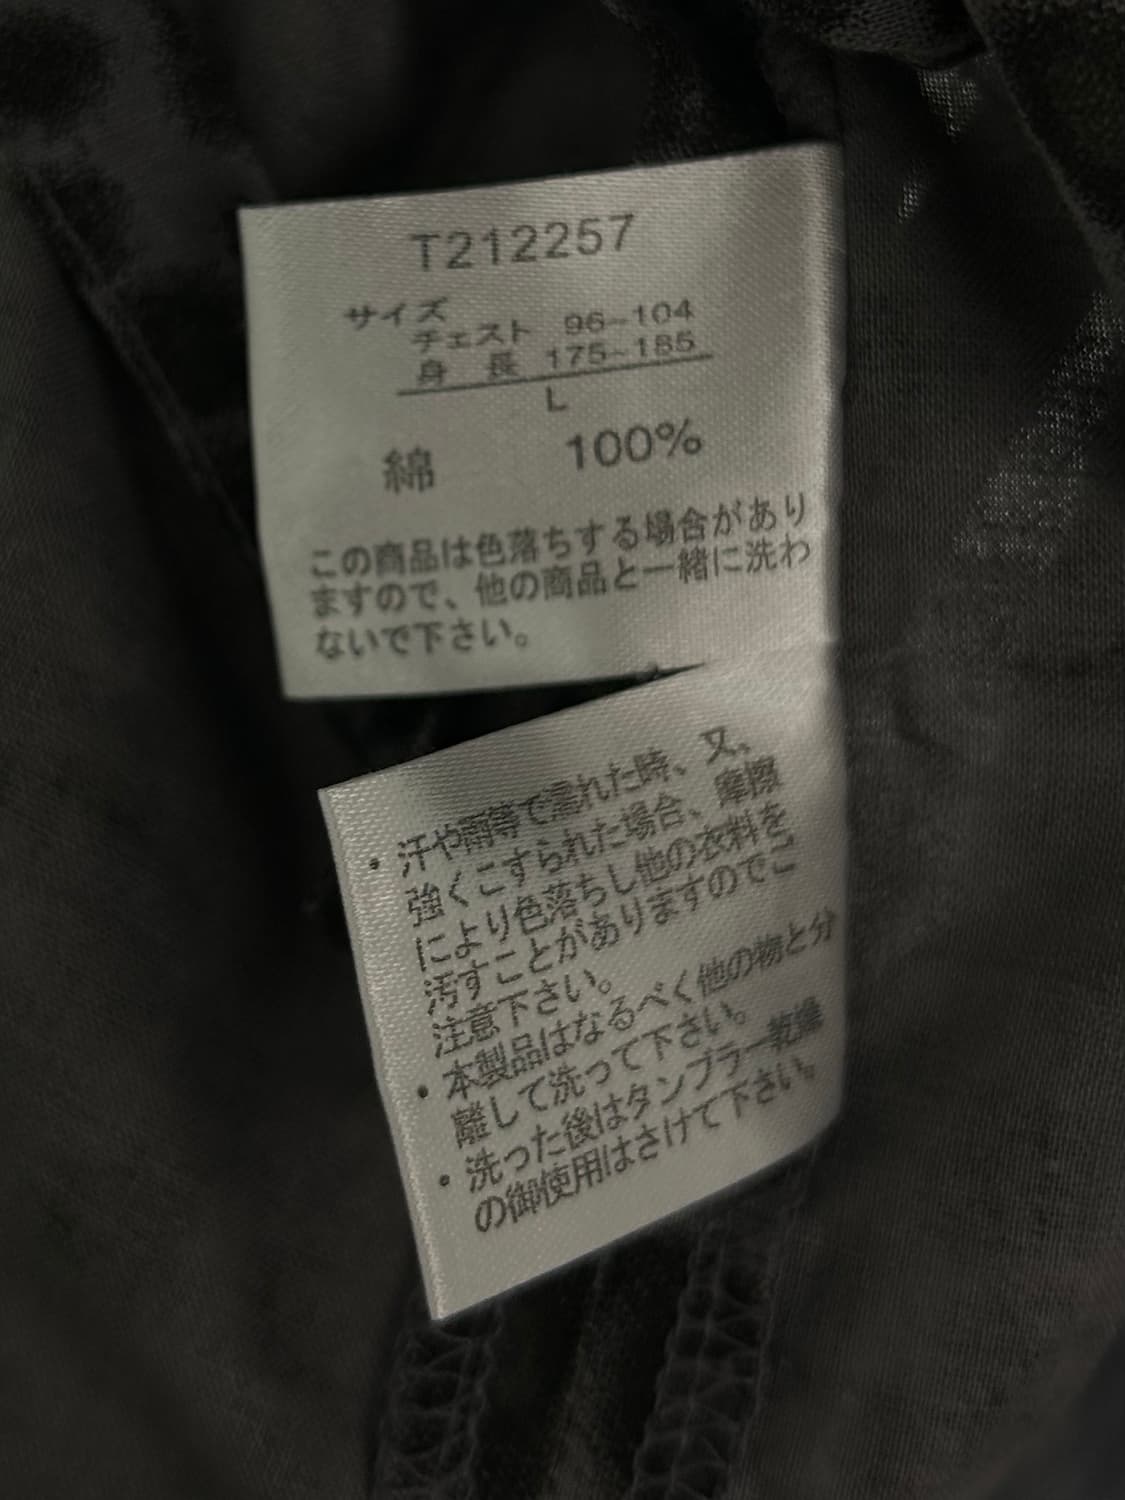 T212257
サイズ
チェスト 96~104
身 長 175~185
L
綿 100%
この商品は色落ちする場合があり
ますので、他の商品と一緒に洗わ
ないで下さい。
・汗や雨等で濡れた時、又、
強くこすられた場合、摩擦
により色落ちし他の衣料を
汚すことがありますのでご
注意下さい。
・本製品はなるべく他の物と分
離して洗って下さい。
・洗った後はタンブラー乾燥
の御使用はさけて下さい。